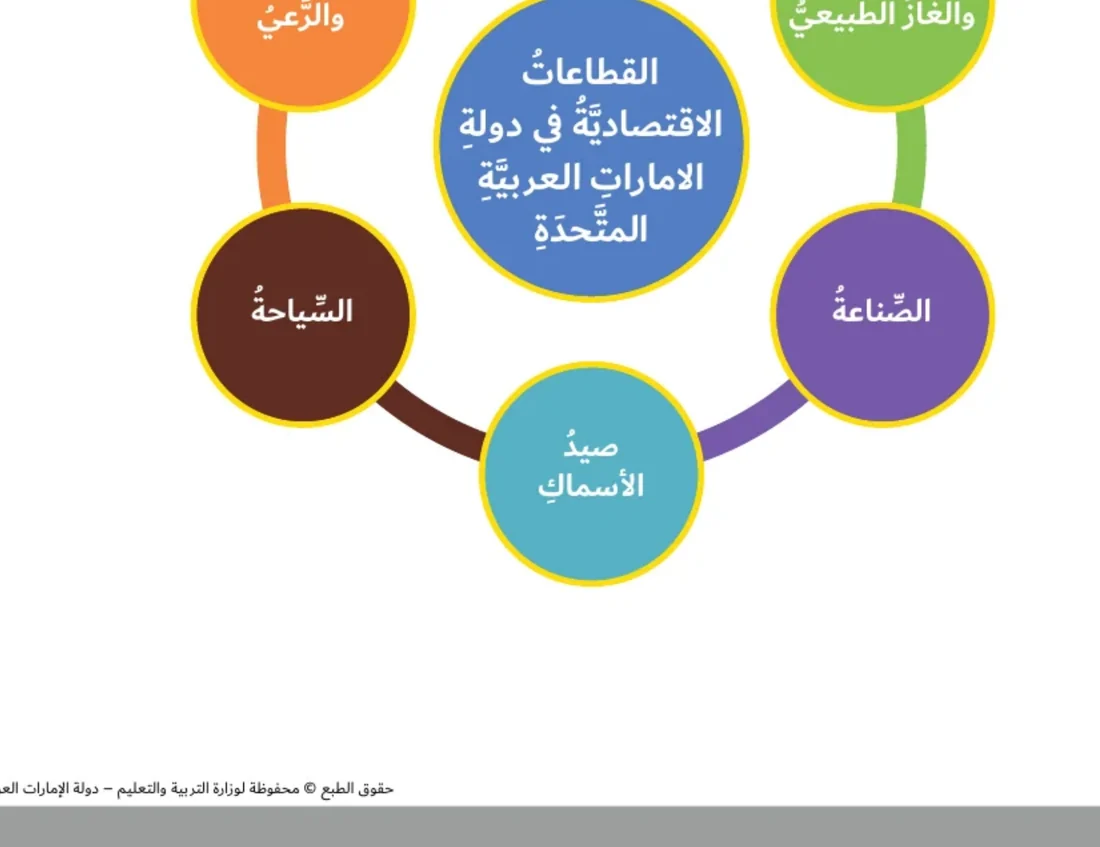 والغازُ الطبيعيُّ
والرَّعيُ
القطاعاتُ
الاقتصاديَّةُ في دولةِ
الاماراتِ العربيَّةِ
المتَّحدَةِ
الصِّناعةُ
السِّياحةُ
صيدُ
الأسماكِ
حقوق الطبع © محفوظة لوزارة التربية والتعليم – دولة الإمارات